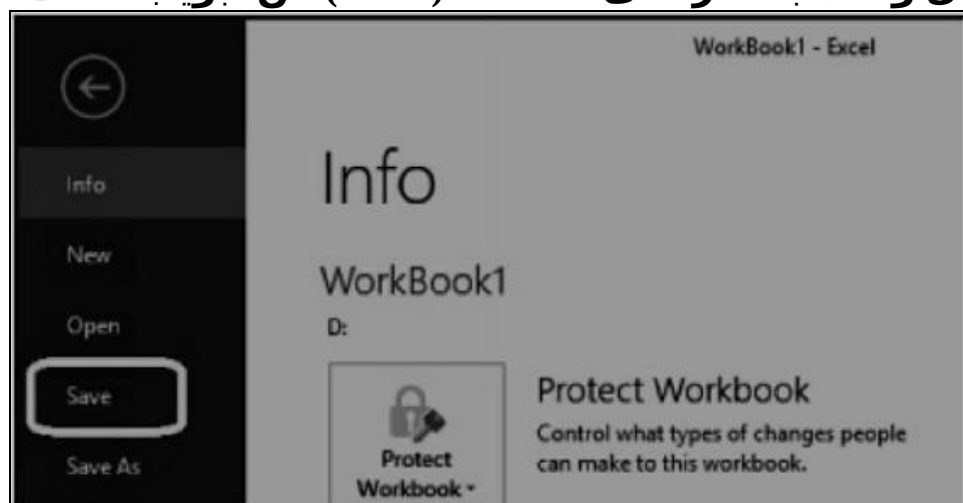 WorkBook1 - Excel
Info
Info
New
WorkBook1
Open
D:
Save
Protect Workbook
Control what types of changes people
can make to this workbook.
Save As
Protect
Workbook